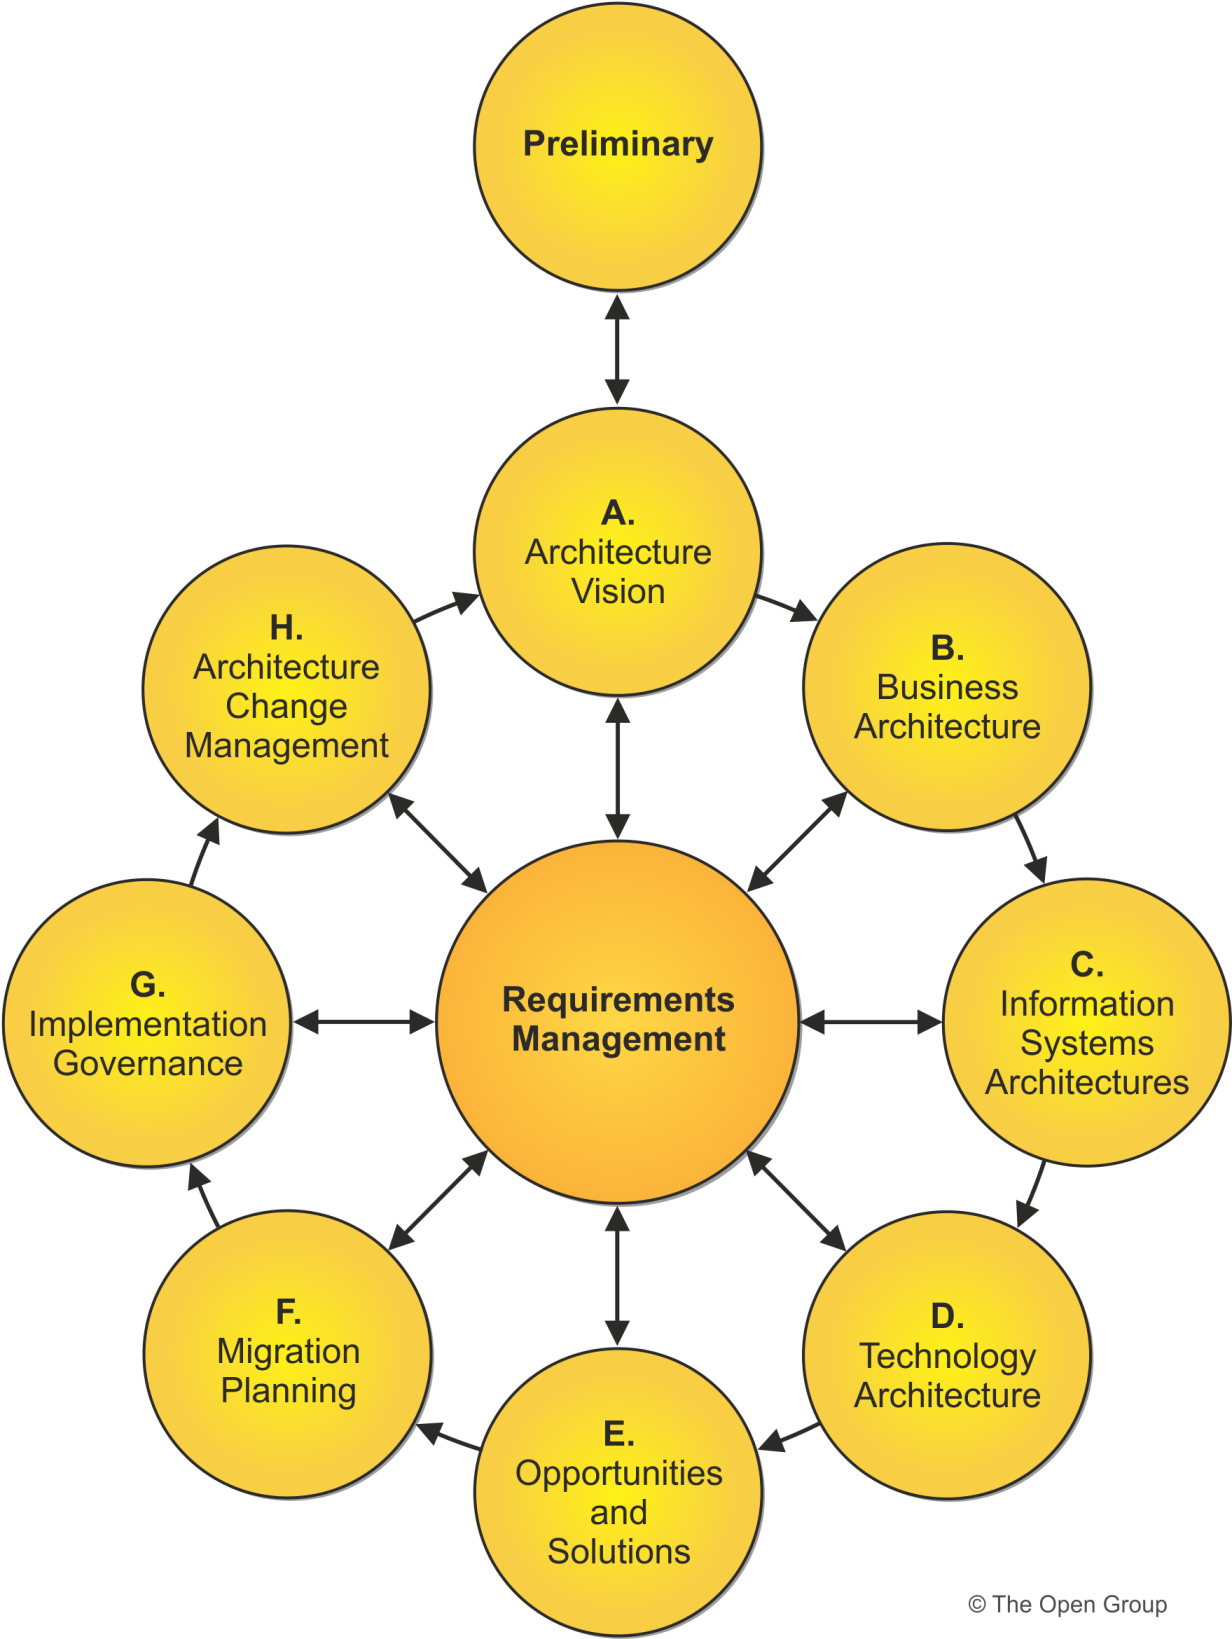 Preliminary
A.
Architecture
Vision
B.
Business
Architecture
C.
Information
Systems
Architectures
D.
Technology
Architecture
E.
Opportunities
and
Solutions
F.
Migration
Planning
G.
Implementation
Governance
H.
Architecture
Change
Management
Requirements
Management
© The Open Group